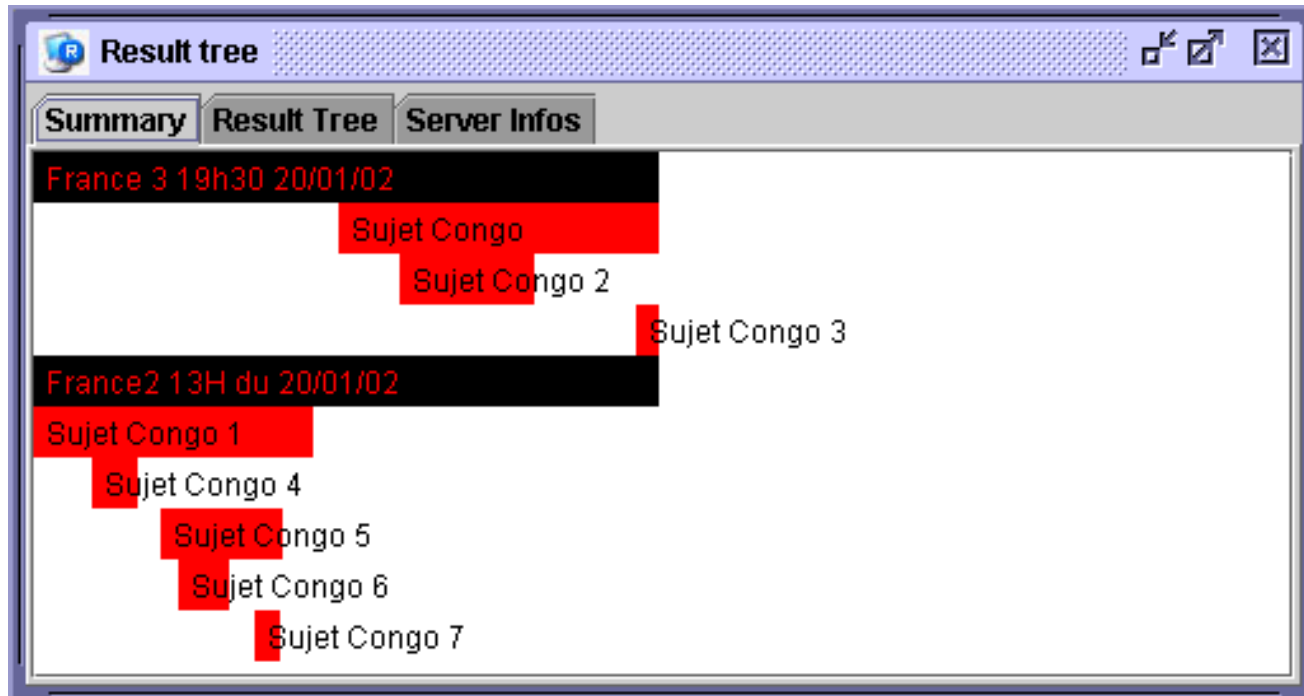 Result tree
Summary Result Tree Server Infos
France 3 19h30 20/01/02
Sujet Congo
Sujet Congo 2
Sujet Congo 3
France2 13H du 20/01/02
Sujet Congo 1
Sujet Congo 4
Sujet Congo 5
Sujet Congo 6
Sujet Congo 7